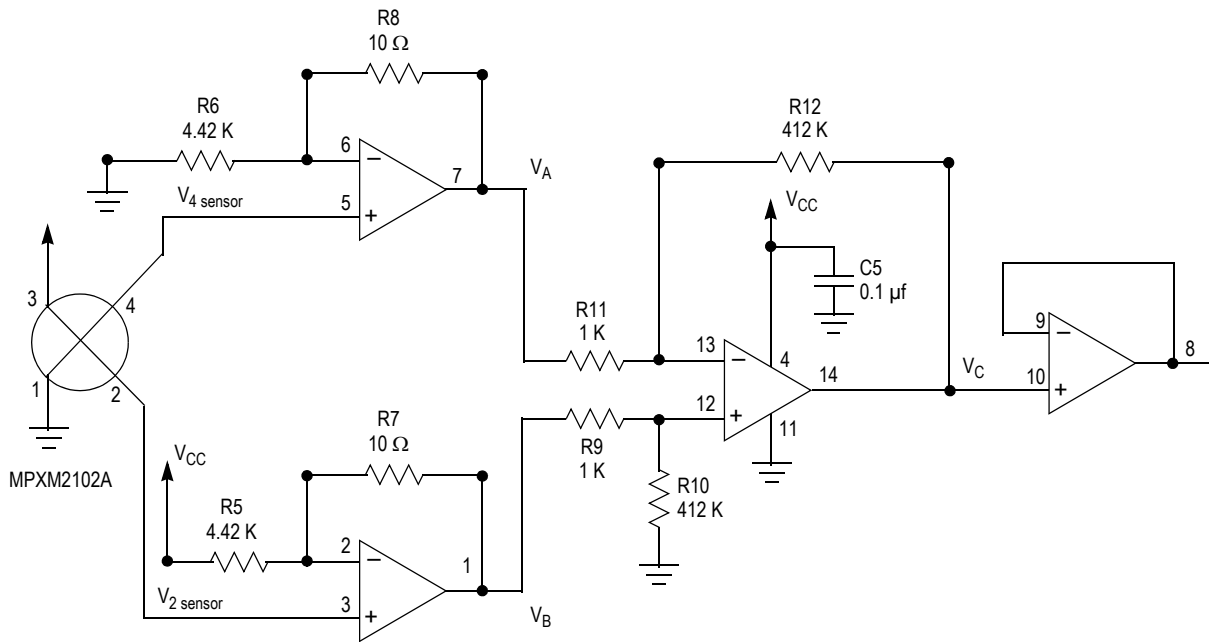 R8
10 Ω
R6
4.42 K
6
–
7
VA
5
+
V4 sensor
R12
412 K
VCC
C5
0.1 µf
3
4
1
2
MPXM2102A
R11
1 K
13
–
4
14
12
+
11
VC
9
–
8
10
+
R9
1 K
R10
412 K
R7
10 Ω
VCC
R5
4.42 K
2
–
1
3
+
V2 sensor
VB